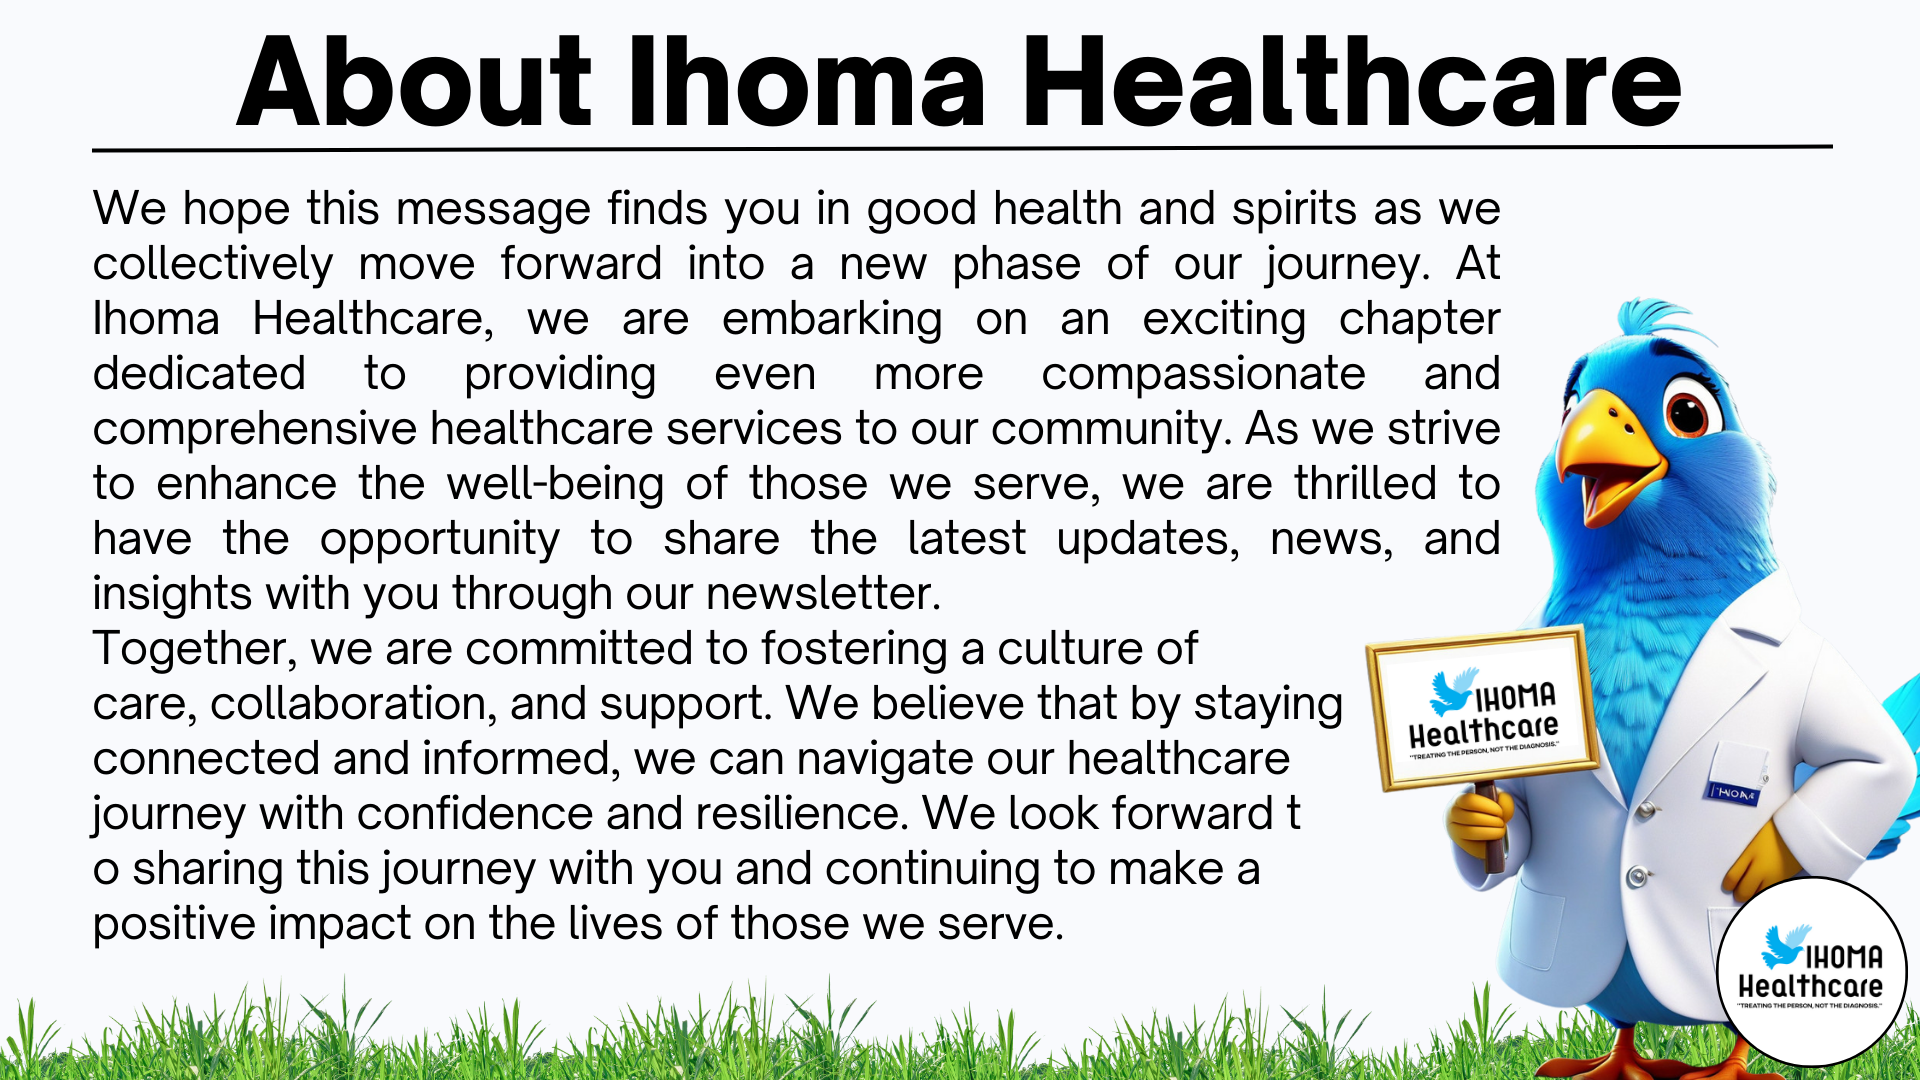 About Ihoma Healthcare
We hope this message finds you in good health and spirits as we
collectively move forward into a new phase of our journey. At
Ihoma Healthcare, we are embarking on an exciting chapter
dedicated to providing even more compassionate and
comprehensive healthcare services to our community. As we strive
to enhance the well-being of those we serve, we are thrilled to
have the opportunity to share the latest updates, news, and
insights with you through our newsletter.
Together, we are committed to fostering a culture of
care, collaboration, and support. We believe that by staying
connected and informed, we can navigate our healthcare
journey with confidence and resilience. We look forward t
o sharing this journey with you and continuing to make a
positive impact on the lives of those we serve.
IHOMA
Healthcare
"TREATING THE PERSON, NOT THE DIAGNOSIS."
IHOMA
Healthcare
"TREATING THE PERSON, NOT THE DIAGNOSIS."